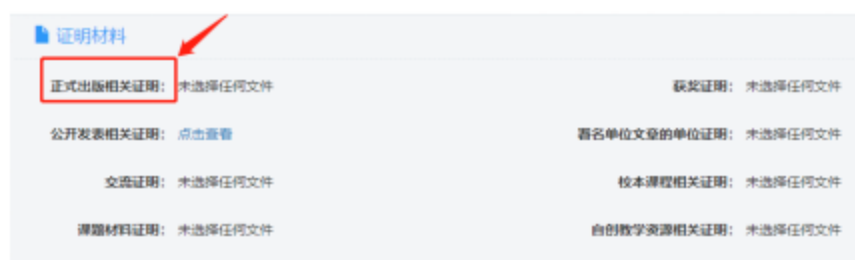 证明材料
正式出版相关证明： 未选择任何文件 获奖证明： 未选择任何文件
公开发表相关证明： 点击查看 署名单位文章的单位证明： 未选择任何文件
交流证明： 未选择任何文件 校本课程相关证明： 未选择任何文件
课题材料证明： 未选择任何文件 自创教学资源相关证明： 未选择任何文件